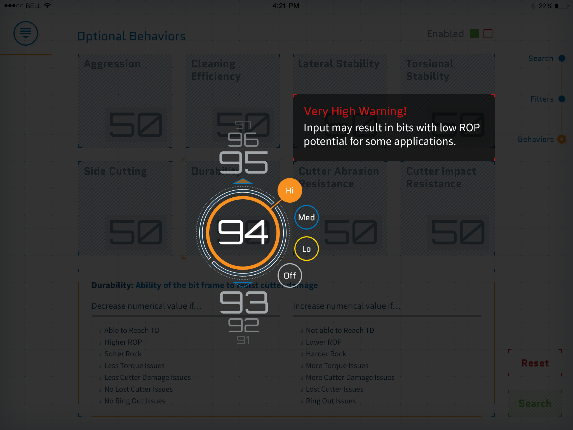 BELL
4:21 PM
22%
Optional Behaviors
Enabled
Search
Filters
Behaviors
Aggression
Cleaning
Efficiency
Lateral Stability
Torsional
Stability
50
50
Very High Warning!
Input may result in bits with low ROP
potential for some applications.
Side Cutting
Cutter Abrasion
Resistance
Cutter Impact
Resistance
50
50
50
97
96
95
94
93
92
91
Hi
Med
Lo
Off
Durability: Ability of the bit frame to resist cutter damage
Decrease numerical value if...
Increase numerical value if...
Able to Reach TD
Higher ROP
Softer Rock
Less Torque Issues
Less Cutter Damage Issues
No Lost Cutter Issues
No Ring Out Issues
Not able to Reach TD
Lower ROP
Harder Rock
More Torque Issues
More Cutter Damage Issues
Lost Cutter Issues
Ring Out Issues
Reset
Search